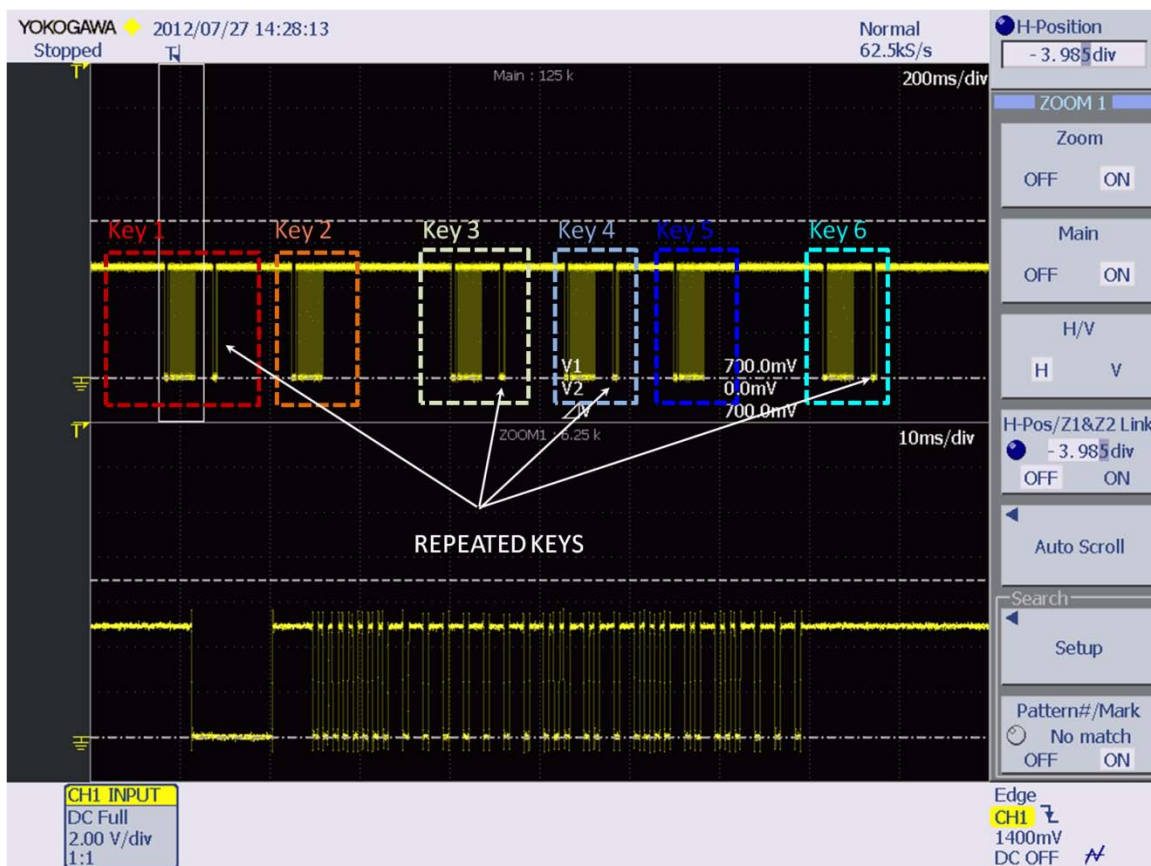 YOKOGAWA 2012/07/27 14:28:13
Stopped
Normal
62.5kS/s
Main : 125 k
200ms/div
Key 1
Key 2
Key 3
Key 4
Key 5
Key 6
V1 700.0mV
V2 0.0mV
⊿V 700.0mV
ZOOM1 : 6.25 k
10ms/div
REPEATED KEYS
CH1 INPUT
DC Full
2.00 V/div
1:1
H-Position
-3.985div
ZOOM 1
Zoom
OFF ON
Main
OFF ON
H/V
H V
H-Pos/Z1&Z2 Link
-3.985div
OFF ON
Auto Scroll
Search
Setup
Pattern#/Mark
No match
OFF ON
Edge
CH1
1400mV
DC OFF